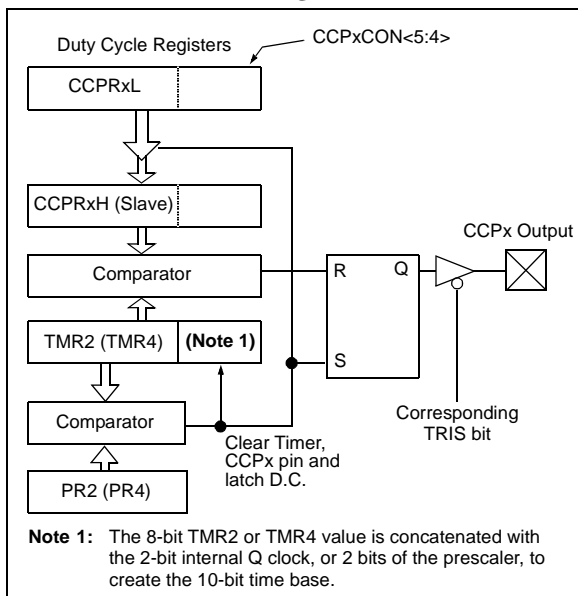 Duty Cycle Registers
CCPxCON<5:4>
CCPRxL
CCPRxH (Slave)
CCPx Output
Comparator
R
Q
TMR2 (TMR4)
(Note 1)
S
Comparator
Clear Timer,
CCPx pin and
latch D.C.
Corresponding
TRIS bit
PR2 (PR4)
Note 1: The 8-bit TMR2 or TMR4 value is concatenated with
the 2-bit internal Q clock, or 2 bits of the prescaler, to
create the 10-bit time base.